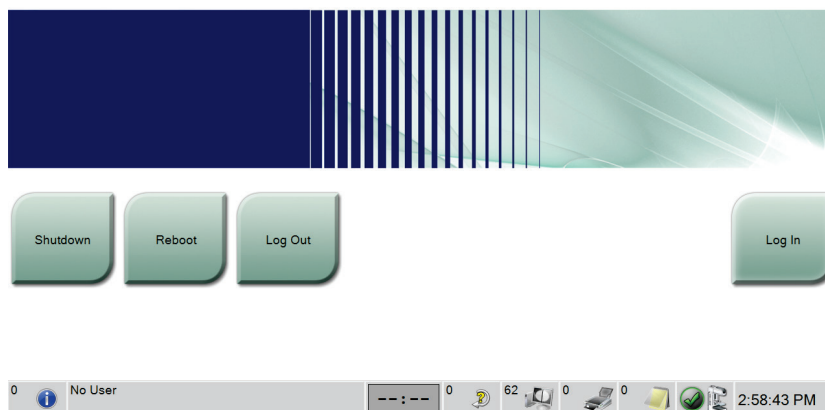 Shutdown
Reboot
Log Out
Log In
0
No User
--:--
0
62
0
0
2:58:43 PM